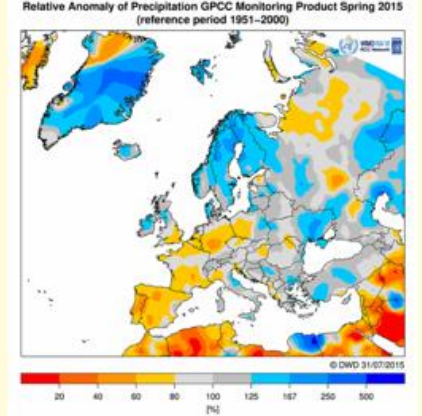 Relative Anomaly of Precipitation GPCC Monitoring Product Spring 2015
(reference period 1951−2000)
© DWD 31/07/2015
20 40 60 80 100 125 167 250 500
[%]